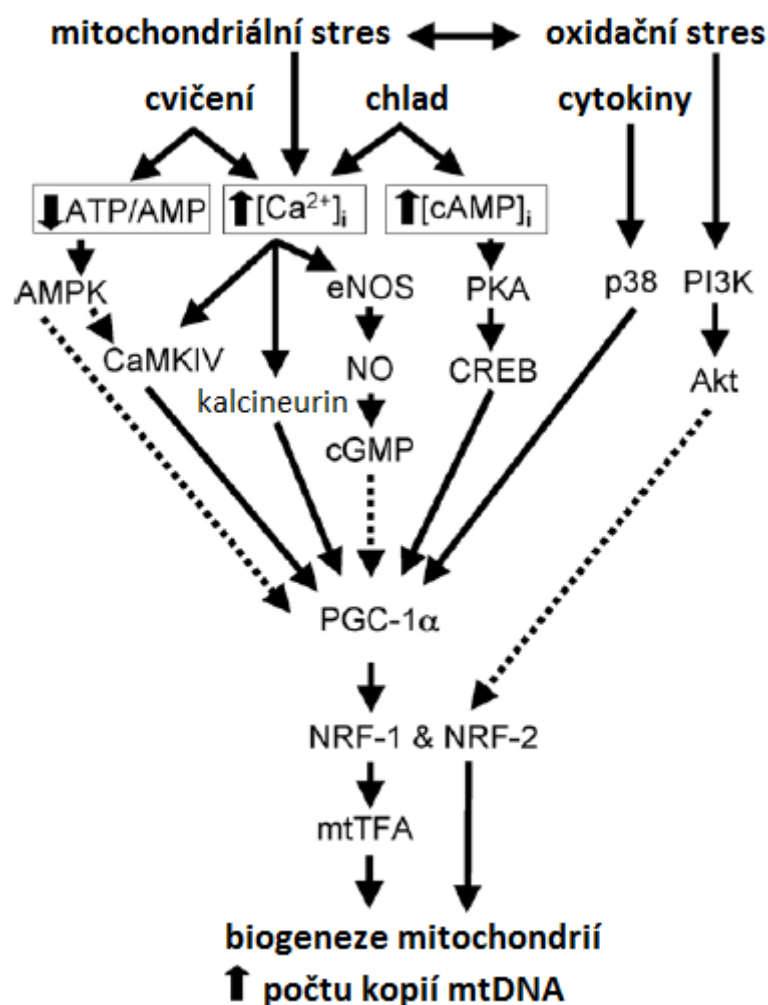 mitochondriální stres oxidační stres
cvičení chlad cytokiny
ATP/AMP [Ca²⁺]ᵢ [cAMP]ᵢ
AMPK eNOS PKA p38 PI3K
CaMKIV NO CREB Akt
kalcineurin
cGMP
PGC-1α
NRF-1 & NRF-2
mtTFA
biogeneze mitochondrií
počtu kopií mtDNA